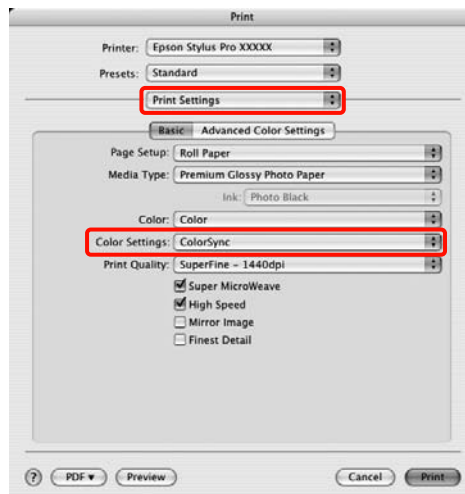 Print
Printer: Epson Stylus Pro XXXXX
Presets: Standard
Print Settings
Basic Advanced Color Settings
Page Setup: Roll Paper
Media Type: Premium Glossy Photo Paper
Ink: Photo Black
Color: Color
Color Settings: ColorSync
Print Quality: SuperFine – 1440dpi
Super MicroWeave
High Speed
Mirror Image
Finest Detail
? PDF ▾ Preview Cancel Print